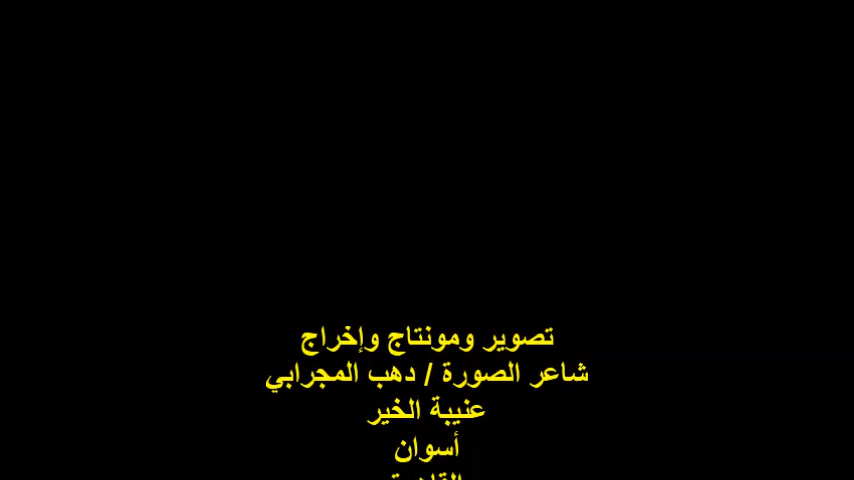 تصوير ومونتاج وإخراج
شاعر الصورة / دهب المجرابي
عنيبة الخير
أسوان